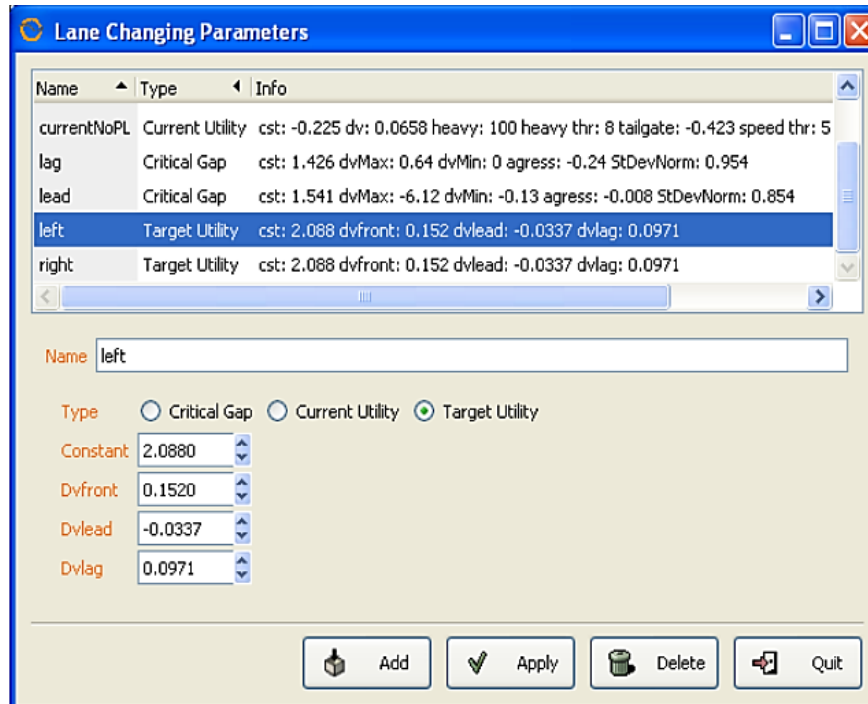 Lane Changing Parameters
Name Type Info
currentNoPL Current Utility cst: -0.225 dv: 0.0658 heavy: 100 heavy thr: 8 tailgate: -0.423 speed thr: 5
lag Critical Gap cst: 1.426 dvMax: 0.64 dvMin: 0 agress: -0.24 StDevNorm: 0.954
lead Critical Gap cst: 1.541 dvMax: -6.12 dvMin: -0.13 agress: -0.008 StDevNorm: 0.854
left Target Utility cst: 2.088 dvfront: 0.152 dvlead: -0.0337 dvlag: 0.0971
right Target Utility cst: 2.088 dvfront: 0.152 dvlead: -0.0337 dvlag: 0.0971
Name left
Type Critical Gap Current Utility Target Utility
Constant 2.0880
Dvfront 0.1520
Dvlead -0.0337
Dvlag 0.0971
Add Apply Delete Quit